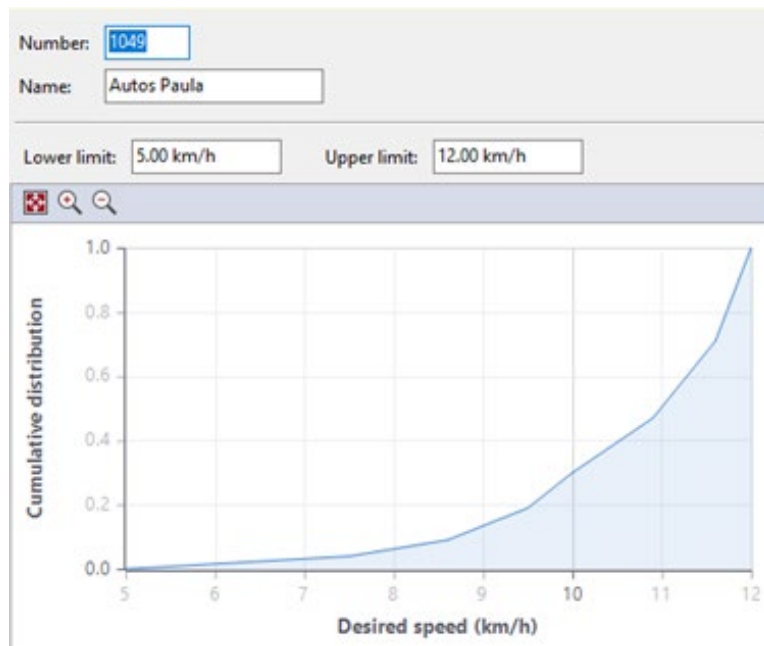 Number: 1049
Name: Autos Paula
Lower limit: 5.00 km/h Upper limit: 12.00 km/h
1.0
0.8
0.6
0.4
0.2
0.0
Cumulative distribution
5 6 7 8 9 10 11 12
Desired speed (km/h)